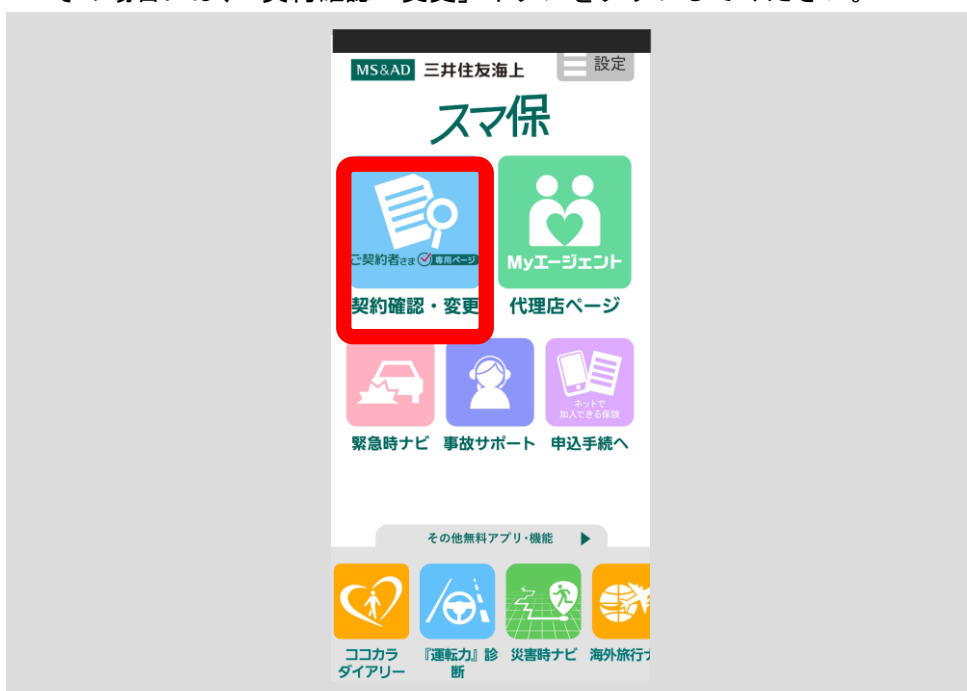 MS&AD 三井住友海上
設定
スマ保
ご契約者さま 専用ページ
Myエージェント
契約確認・変更
代理店ページ
ネットで
加入できる保険
緊急時ナビ
事故サポート
申込手続へ
その他無料アプリ・機能
ココカラ
ダイアリー
『運転力』診
断
災害時ナビ
海外旅行